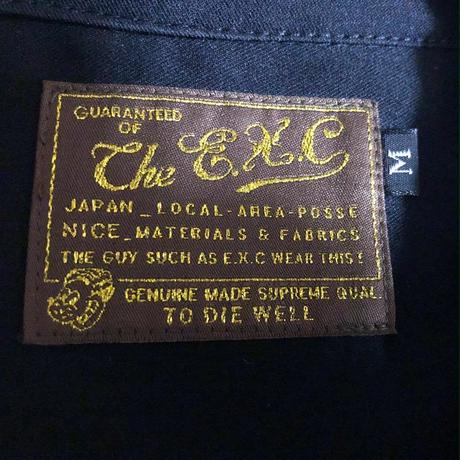 GUARANTEED
OF
The E.X.C
JAPAN_LOCAL-AREA-POSSE
NICE_MATERIALS & FABRICS
THE GUY SUCH AS E.X.C WEAR THIS!
GENUINE MADE SUPREME QUAL.
TO DIE WELL
M